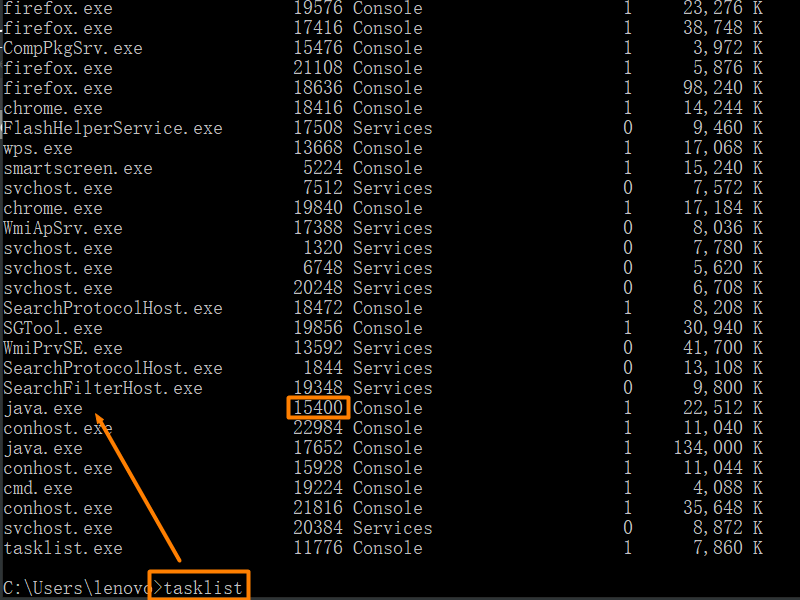 firefox.exe 19576 Console 1 23,276 K
firefox.exe 17416 Console 1 38,748 K
CompPkgSrv.exe 15476 Console 1 3,972 K
firefox.exe 21108 Console 1 5,876 K
firefox.exe 18636 Console 1 98,240 K
chrome.exe 18416 Console 1 14,244 K
FlashHelperService.exe 17508 Services 0 9,460 K
wps.exe 13668 Console 1 17,068 K
smartscreen.exe 5224 Console 1 15,240 K
svchost.exe 7512 Services 0 7,572 K
chrome.exe 19840 Console 1 17,184 K
WmiApSrv.exe 17388 Services 0 8,036 K
svchost.exe 1320 Services 0 7,780 K
svchost.exe 6748 Services 0 5,620 K
svchost.exe 20248 Services 0 6,708 K
SearchProtocolHost.exe 18472 Console 1 8,208 K
SGTool.exe 19856 Console 1 30,940 K
WmiPrvSE.exe 13592 Services 0 41,700 K
SearchProtocolHost.exe 1844 Services 0 13,108 K
SearchFilterHost.exe 19348 Services 0 9,800 K
java.exe 15400 Console 1 22,512 K
conhost.exe 22984 Console 1 11,040 K
java.exe 17652 Console 1 134,000 K
conhost.exe 15928 Console 1 11,044 K
cmd.exe 19224 Console 1 4,088 K
conhost.exe 21816 Console 1 35,648 K
svchost.exe 20384 Services 0 8,872 K
tasklist.exe 11776 Console 1 7,860 K
C:\Users\lenovo>tasklist